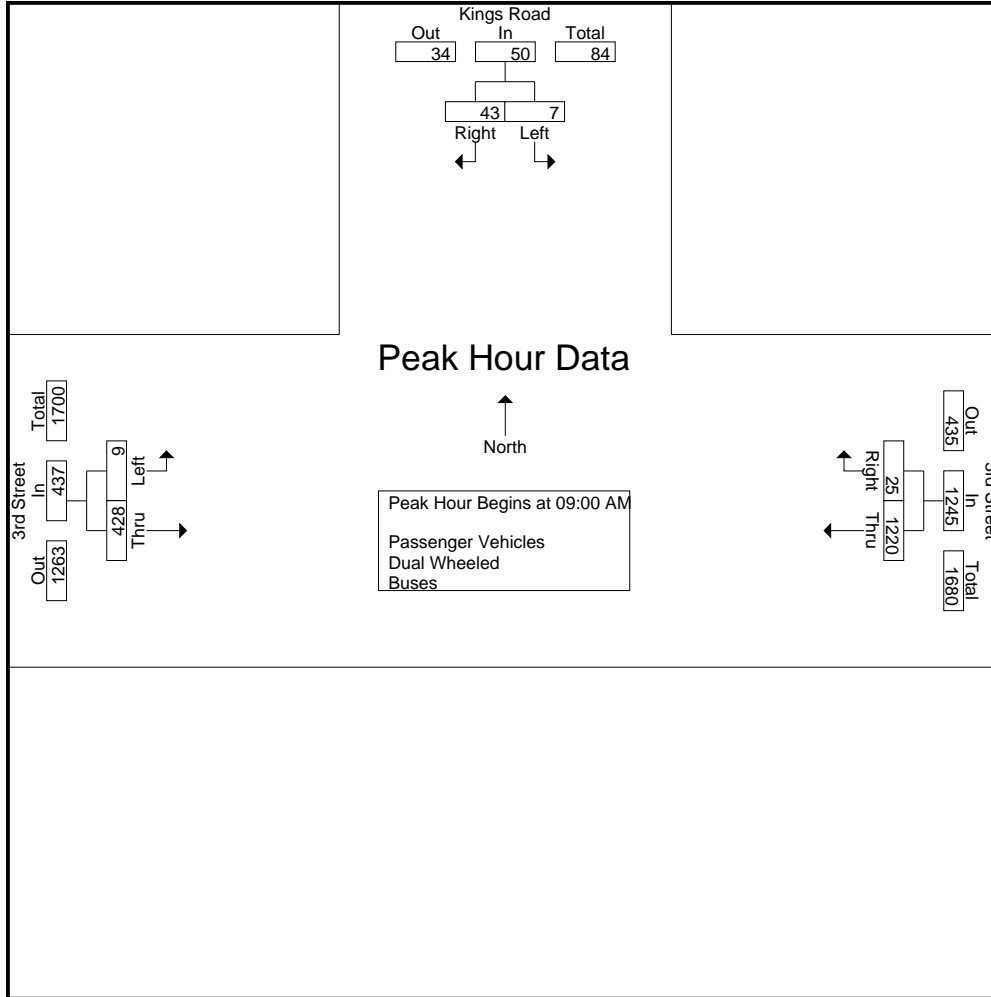 Kings Road
Out In Total
34 50 84
43 7
Right Left
Peak Hour Data
North
Peak Hour Begins at 09:00 AM
Passenger Vehicles
Dual Wheeled
Buses
3rd Street
Total In Out
1700 437 1263
9 428
Left Thru
3rd Street
Out In Total
435 1245 1680
25 1220
Right Thru